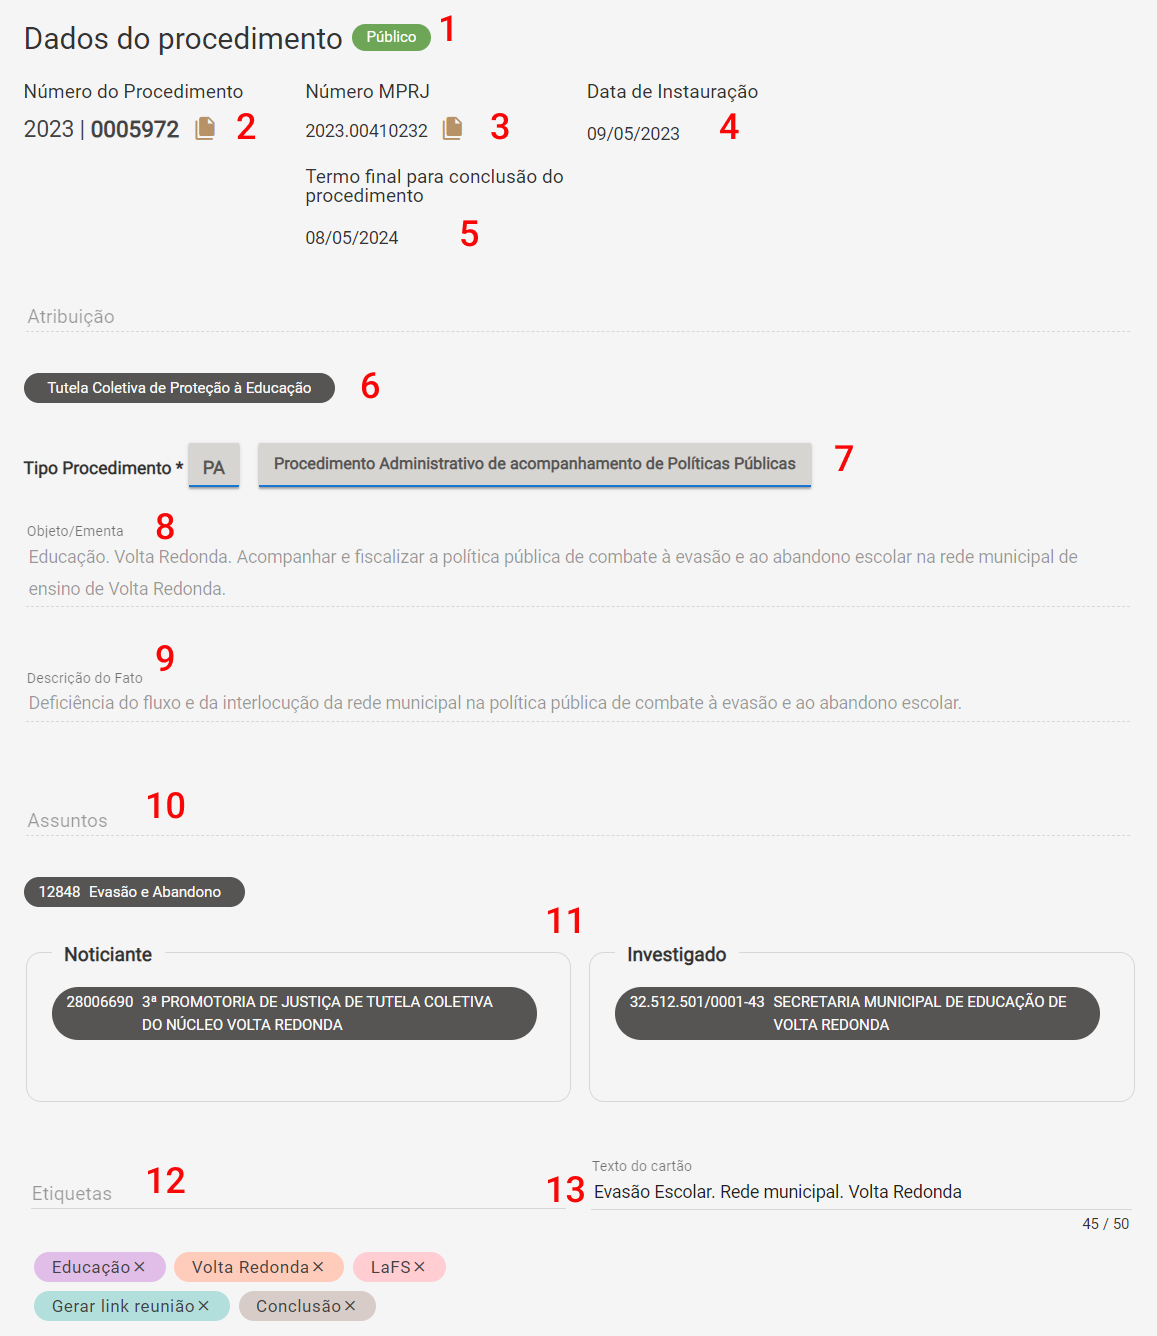 Dados do procedimento Público 1
Número do Procedimento Número MPRJ Data de Instauração
2023 | 0005972 2 2023.00410232 3 09/05/2023 4
Termo final para conclusão do
procedimento
08/05/2024 5
Atribuição
Tutela Coletiva de Proteção à Educação 6
Tipo Procedimento * PA Procedimento Administrativo de acompanhamento de Políticas Públicas 7
Objeto/Ementa 8
Educação. Volta Redonda. Acompanhar e fiscalizar a política pública de combate à evasão e ao abandono escolar na rede municipal de
ensino de Volta Redonda.
9
Descrição do Fato
Deficiência do fluxo e da interlocução da rede municipal na política pública de combate à evasão e ao abandono escolar.
Assuntos 10
12848 Evasão e Abandono
11
Noticiante
28006690 3ª PROMOTORIA DE JUSTIÇA DE TUTELA COLETIVA
DO NÚCLEO VOLTA REDONDA
Investigado
32.512.501/0001-43 SECRETARIA MUNICIPAL DE EDUCAÇÃO DE
VOLTA REDONDA
Etiquetas 12
Texto do cartão
13 Evasão Escolar. Rede municipal. Volta Redonda
45 / 50
Educação× Volta Redonda× LaFS×
Gerar link reunião× Conclusão×